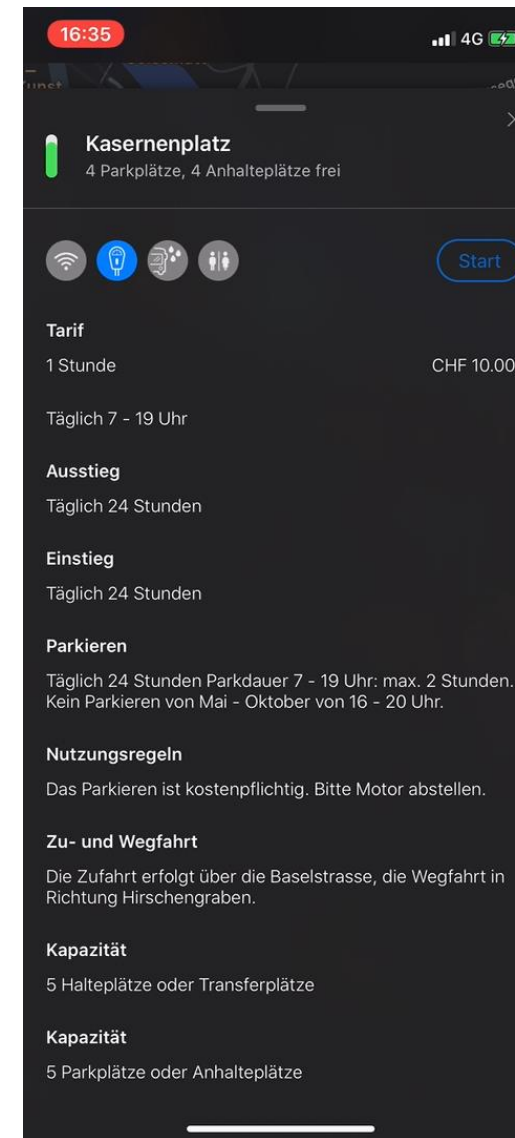 16:35
4G
Kasernenplatz
4 Parkplätze, 4 Anhalteplätze frei
Start
Tarif
1 Stunde CHF 10.00
Täglich 7 - 19 Uhr
Ausstieg
Täglich 24 Stunden
Einstieg
Täglich 24 Stunden
Parkieren
Täglich 24 Stunden Parkdauer 7 - 19 Uhr: max. 2 Stunden.
Kein Parkieren von Mai - Oktober von 16 - 20 Uhr.
Nutzungsregeln
Das Parkieren ist kostenpflichtig. Bitte Motor abstellen.
Zu- und Wegfahrt
Die Zufahrt erfolgt über die Baselstrasse, die Wegfahrt in
Richtung Hirschengraben.
Kapazität
5 Halteplätze oder Transferplätze
Kapazität
5 Parkplätze oder Anhalteplätze